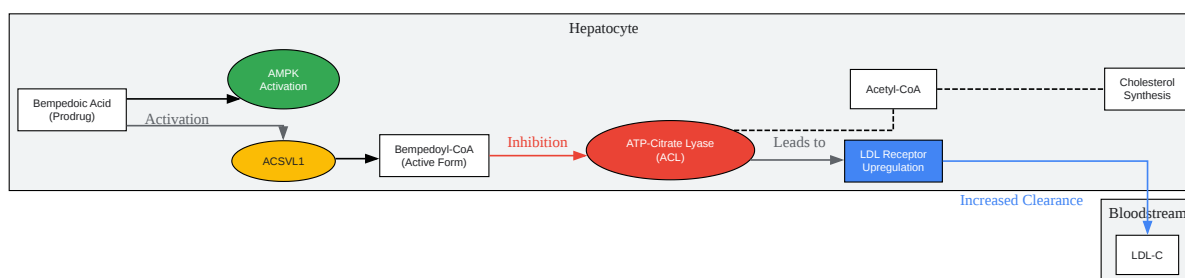 Hepatocyte
AMPK
Activation
Bempedoic Acid
(Prodrug)
Activation
ACSVL1
Bempedoyl-CoA
(Active Form)
Inhibition
ATP-Citrate Lyase
(ACL)
Acetyl-CoA
Cholesterol
Synthesis
Leads to
LDL Receptor
Upregulation
Increased Clearance
Bloodstream
LDL-C